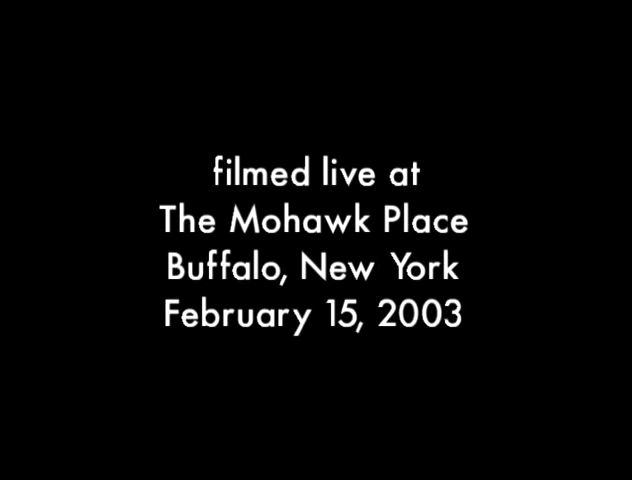 filmed live at
The Mohawk Place
Buffalo, New York
February 15, 2003